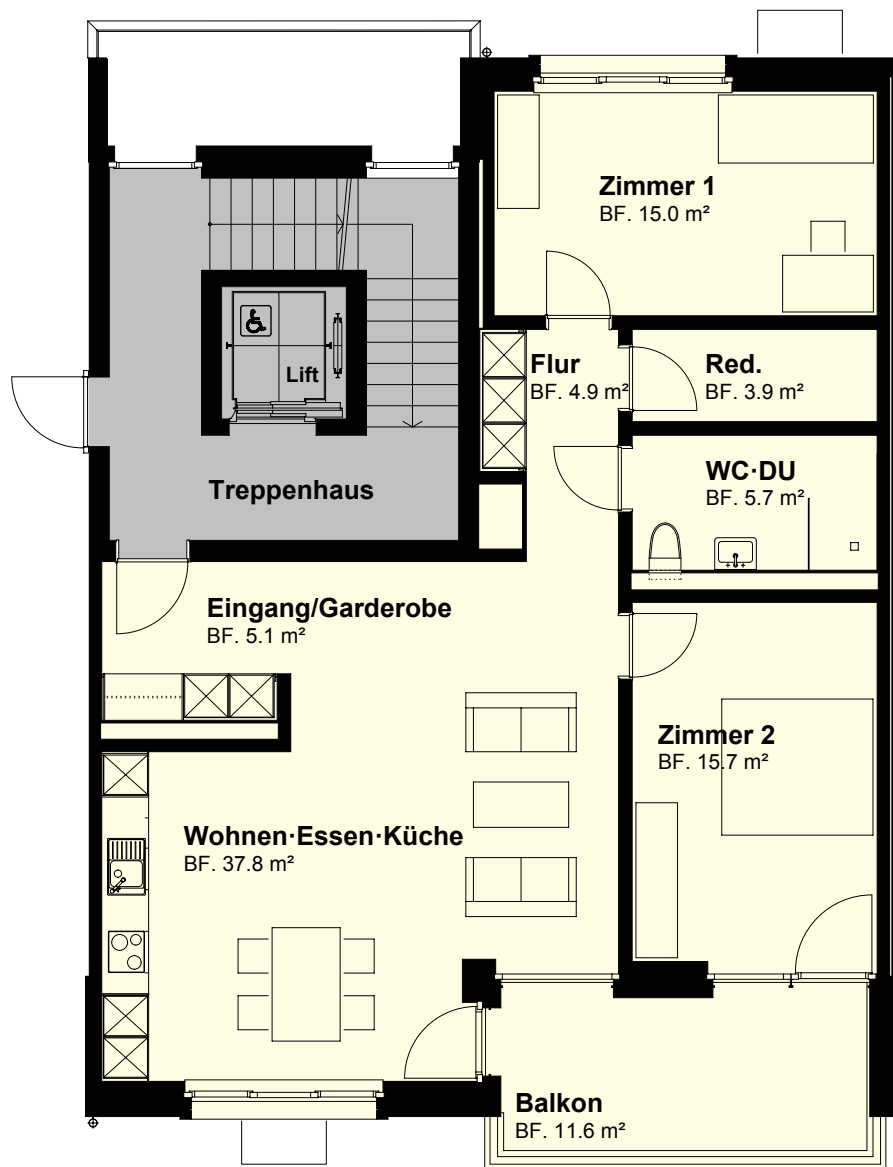 Zimmer 1
BF. 15.0 m²
Lift
Flur
BF. 4.9 m²
Red.
BF. 3.9 m²
Treppenhaus
WC·DU
BF. 5.7 m²
Eingang/Garderobe
BF. 5.1 m²
Zimmer 2
BF. 15.7 m²
Wohnen·Essen·Küche
BF. 37.8 m²
Balkon
BF. 11.6 m²